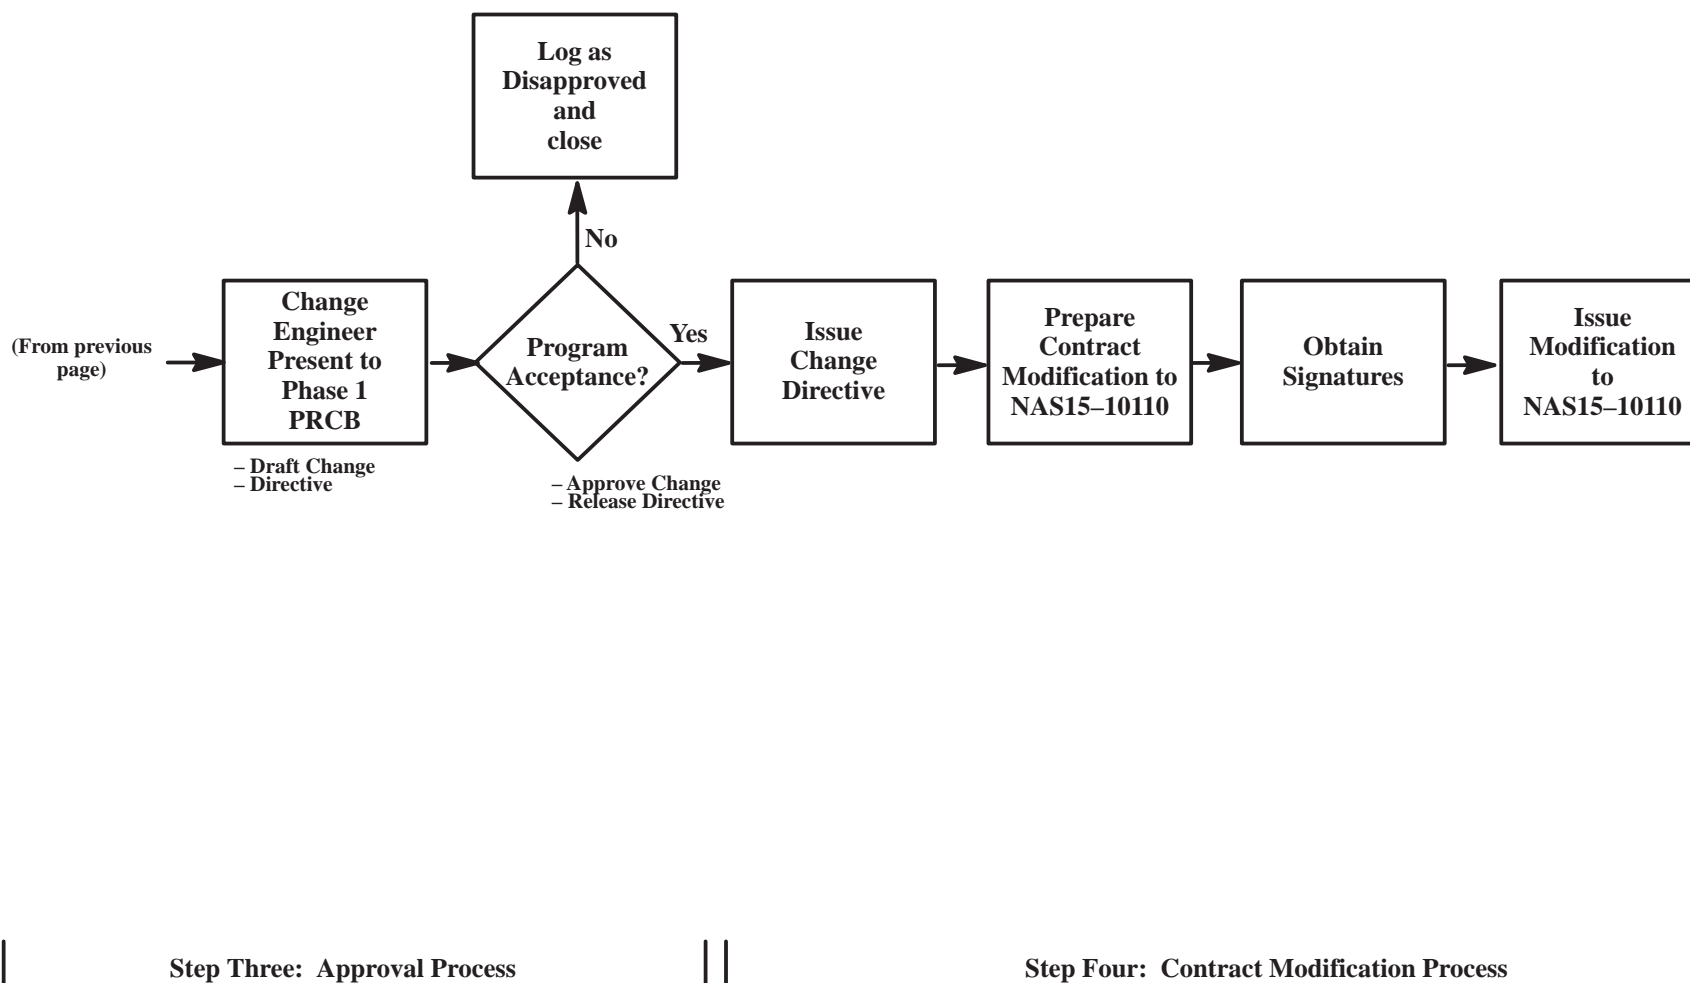 Log as
Disapproved
and
close
No
(From previous
page)
Change
Engineer
Present to
Phase 1
PRCB
– Draft Change
– Directive
Program
Acceptance?
– Approve Change
– Release Directive
Yes
Issue
Change
Directive
Prepare
Contract
Modification to
NAS15–10110
Obtain
Signatures
Issue
Modification
to
NAS15–10110
Step Three: Approval Process
Step Four: Contract Modification Process